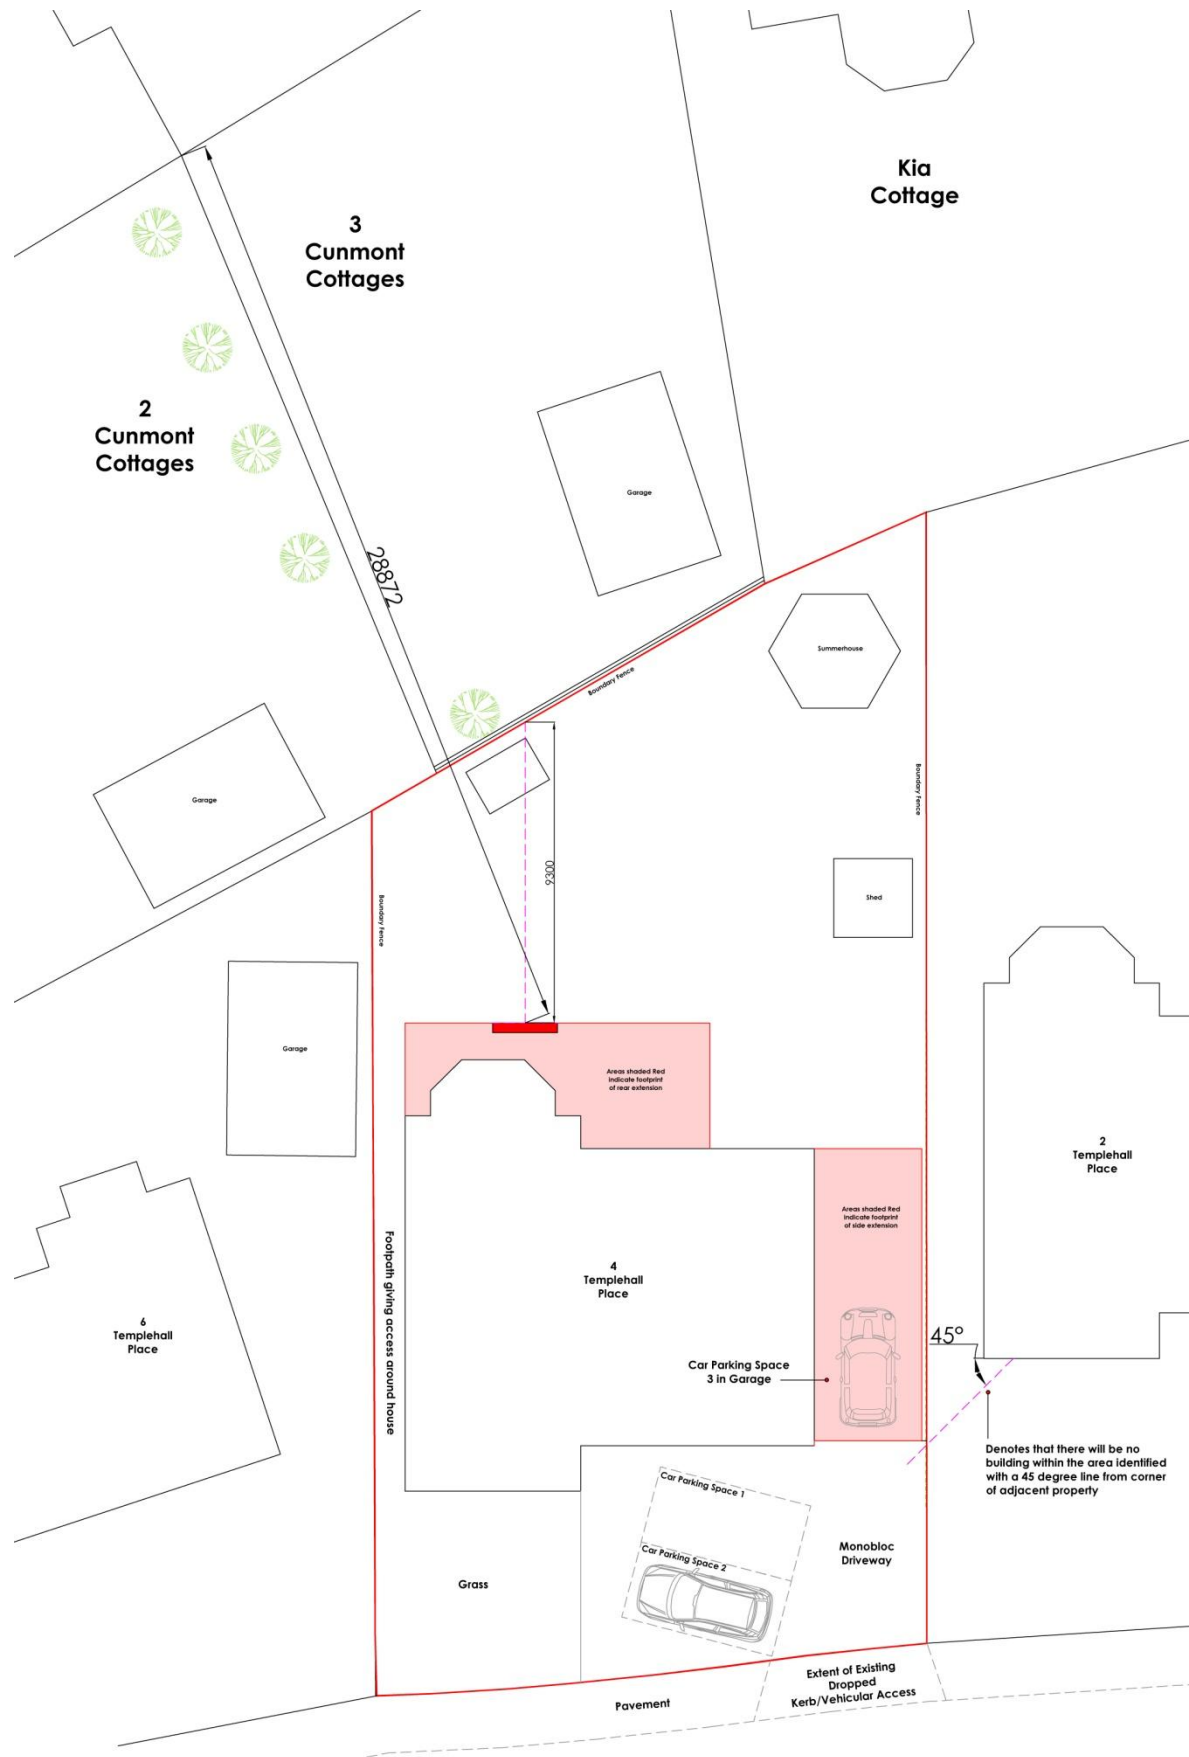 Kia
Cottage
3
Cunmont
Cottages
2
Cunmont
Cottages
28872
Garage
Summerhouse
Boundary Fence
Boundary Fence
Garage
9300
Shed
Boundary Fence
Garage
Areas shaded Red
indicate footprint
of rear extension
2
Templehall
Place
Areas shaded Red
indicate footprint
of side extension
Footpath giving access around house
4
Templehall
Place
6
Templehall
Place
45°
Car Parking Space
3 in Garage
Denotes that there will be no
building within the area identified
with a 45 degree line from corner
of adjacent property
Car Parking Space 1
Car Parking Space 2
Monobloc
Driveway
Grass
Extent of Existing
Dropped
Kerb/Vehicular Access
Pavement